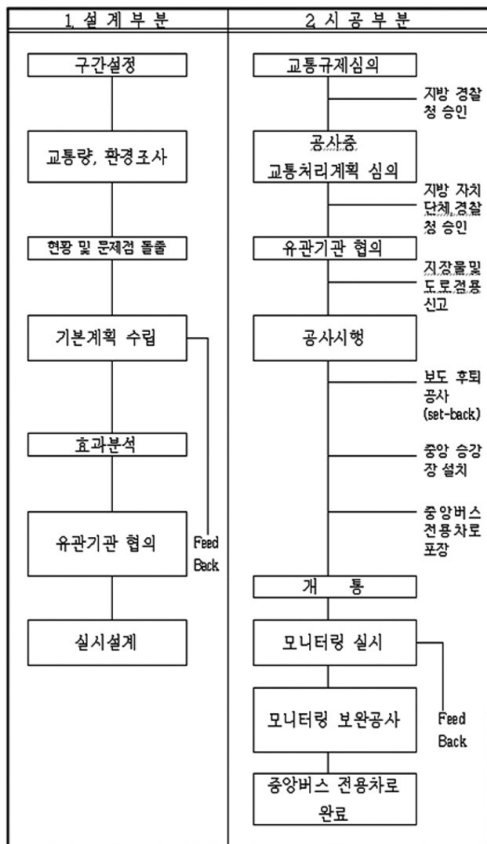 1. 설 계 부 분
구간설정
교통량, 환경조사
현황 및 문제점 돌출
기본계획 수립
효과분석
유관기관 협의
Feed
Back
실시설계
2. 시 공 부 분
교통규제심의
지방 경찰
청 승인
공사중
교통처리계획 심의
지방 자치
단체,경찰
청 승인
유관기관 협의
지장물및
도로점용
신고
공사시행
보도 후퇴
공사
(set-back)
중앙 승강
장 설치
중앙버스
전용차로
포장
개 통
모니터링 실시
모니터링 보완공사
Feed
Back
중앙버스 전용차로
완료